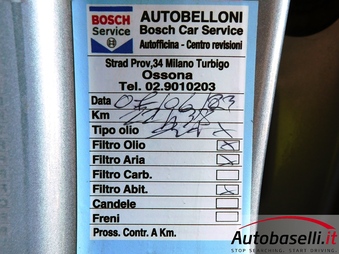 BOSCH
Service
AUTOBELLONI
Bosch Car Service
Autofficina - Centro revisioni
Strad Prov,34 Milano Turbigo
Ossona
Tel. 02.9010203
Data
Km
Tipo olio
Filtro Olio X
Filtro Aria X
Filtro Carb.
Filtro Abit. X
Candele
Freni
Pross. Contr. A Km.
Autobaselli.it
STOP SEARCHING... START DRIVING.